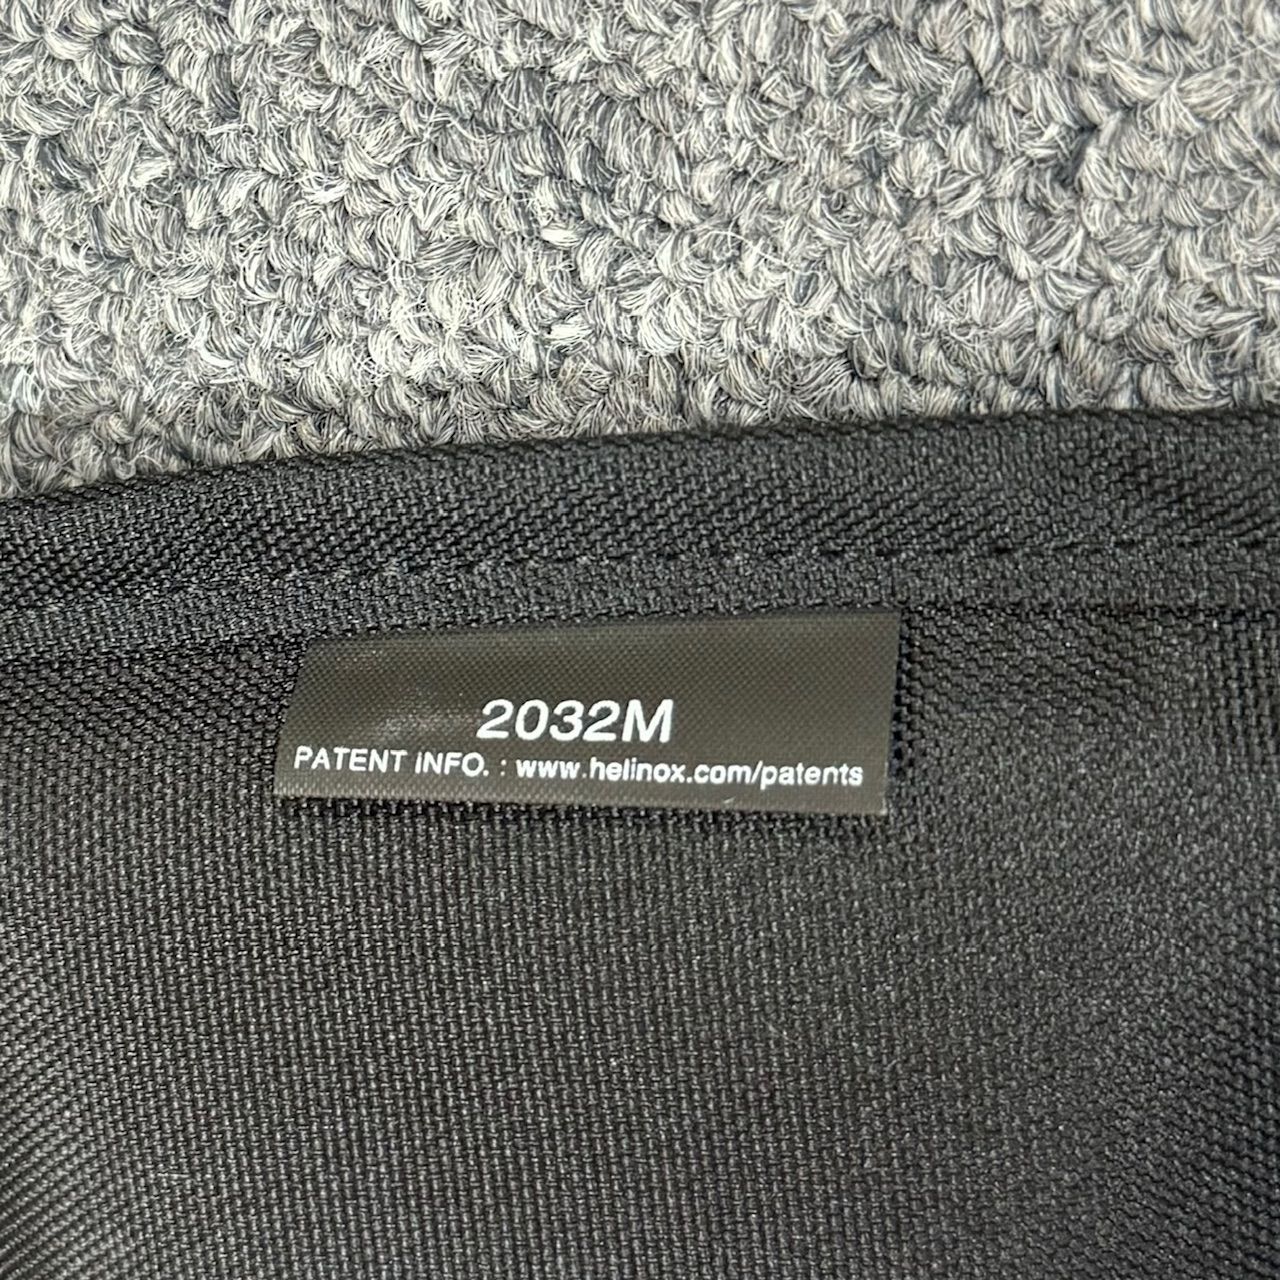 2032M
PATENT INFO. : www.helinox.com/patents